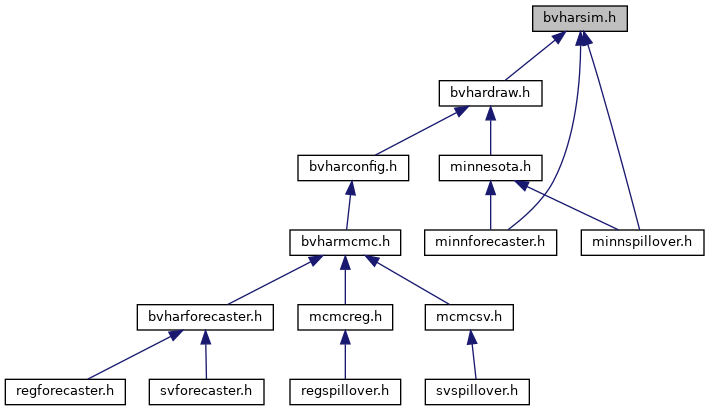 bvharsim.h
bvhardraw.h
bvharconfig.h
minnesota.h
bvharmcmc.h
minnforecaster.h
minnspillover.h
bvharforecaster.h
mcmcreg.h
mcmcsv.h
regforecaster.h
svforecaster.h
regspillover.h
svspillover.h